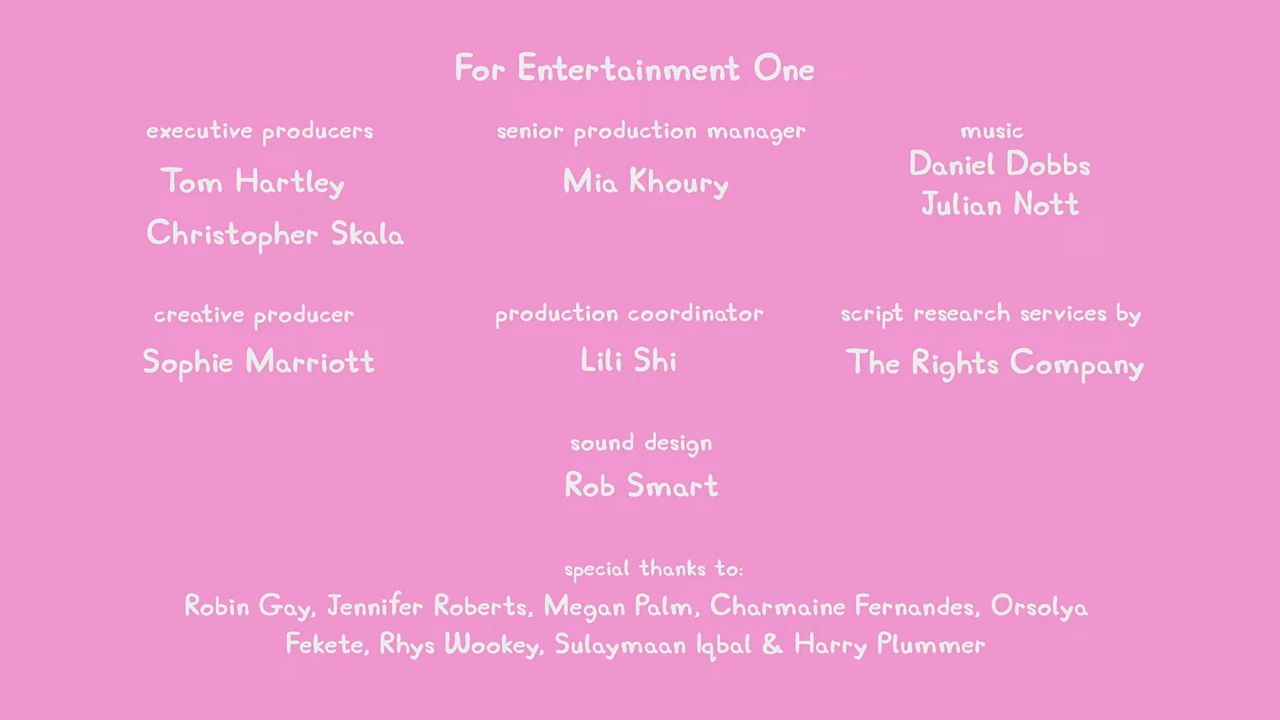 For Entertainment One
executive producers
Tom Hartley
Christopher Skala
senior production manager
Mia Khoury
music
Daniel Dobbs
Julian Nott
creative producer
Sophie Marriott
production coordinator
Lili Shi
script research services by
The Rights Company
sound design
Rob Smart
special thanks to:
Robin Gay, Jennifer Roberts, Megan Palm, Charmaine Fernandes, Orsolya
Fekete, Rhys Wookey, Sulaymaan Iqbal & Harry Plummer